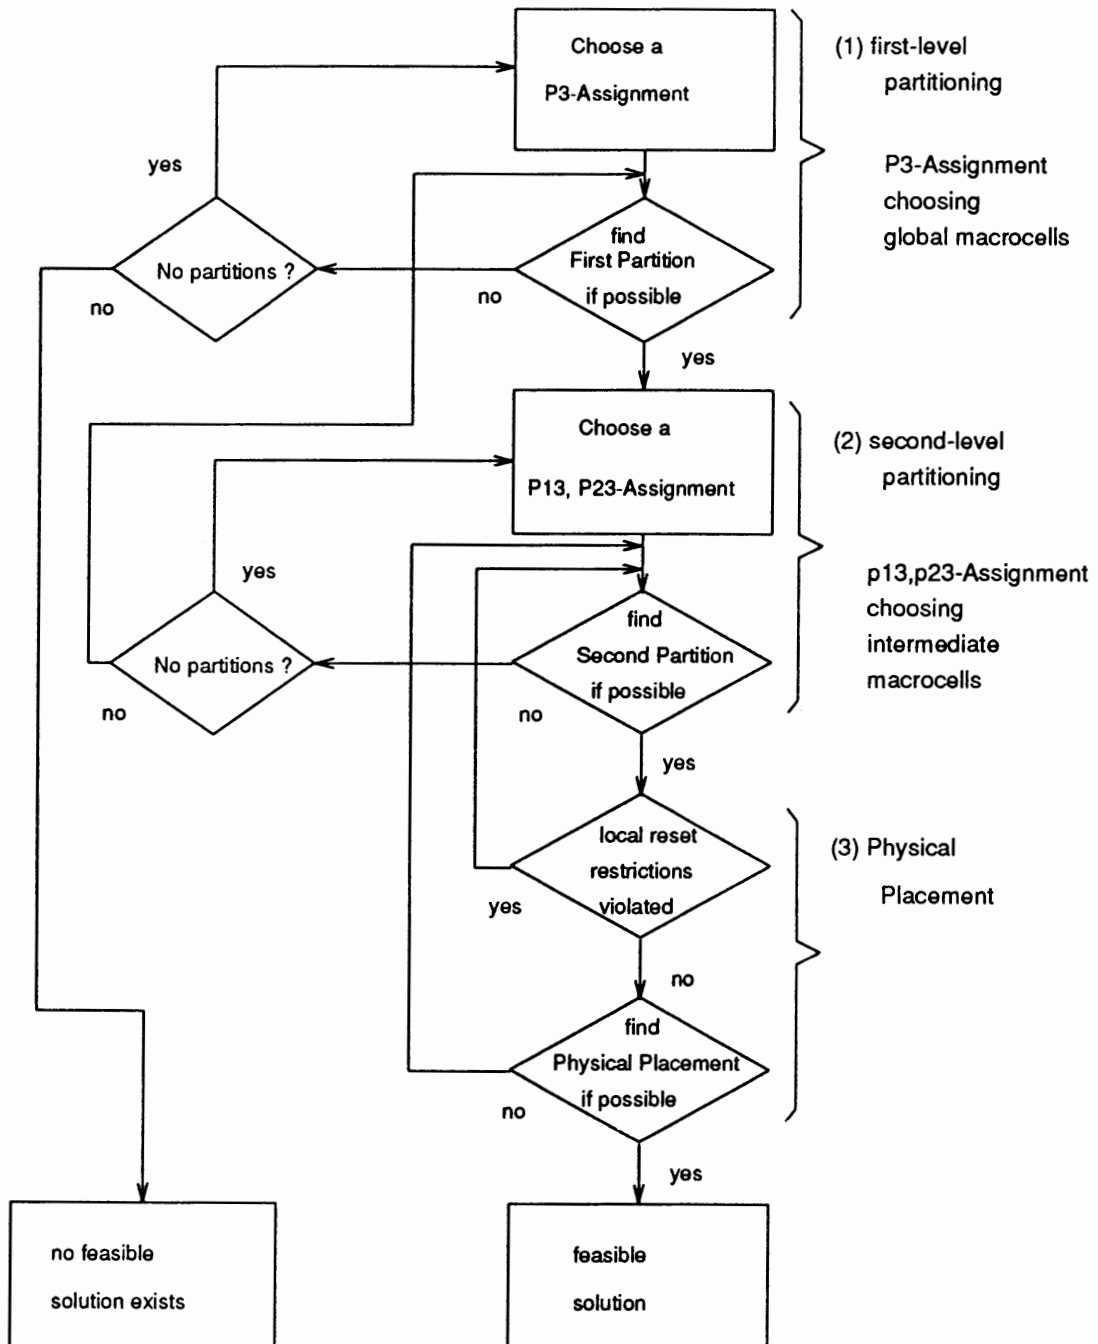 Choose a
P3-Assignment
(1) first-level
partitioning
P3-Assignment
choosing
global macrocells
yes
No partitions ?
no
find
First Partition
if possible
no
yes
Choose a
P13, P23-Assignment
(2) second-level
partitioning
p13,p23-Assignment
choosing
intermediate
macrocells
yes
No partitions ?
no
find
Second Partition
if possible
no
yes
local reset
restrictions
violated
yes
no
(3) Physical
Placement
find
Physical Placement
if possible
no
yes
no feasible
solution exists
feasible
solution